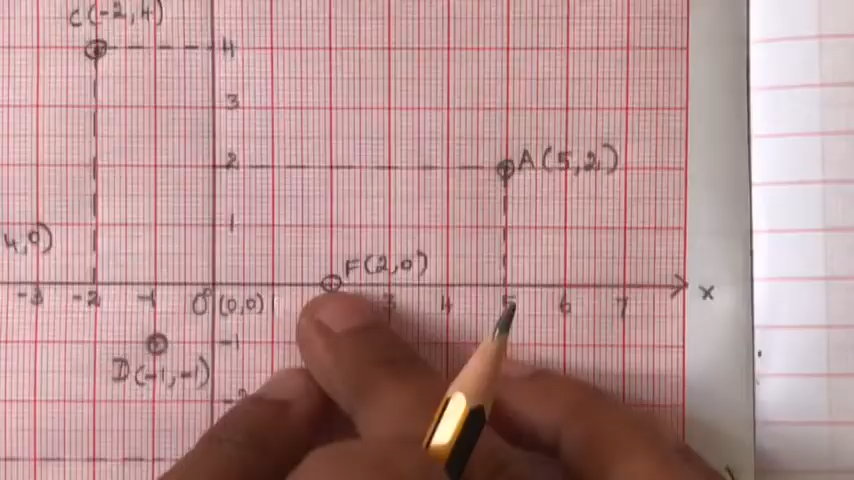 C(-2,4)
4
3
2 A(5,2)
1
4,0)
F(2,0)
-3 -2 -1 O (0,0) 3 4 5 6 7 x
-1
D(-1,-1)
-2